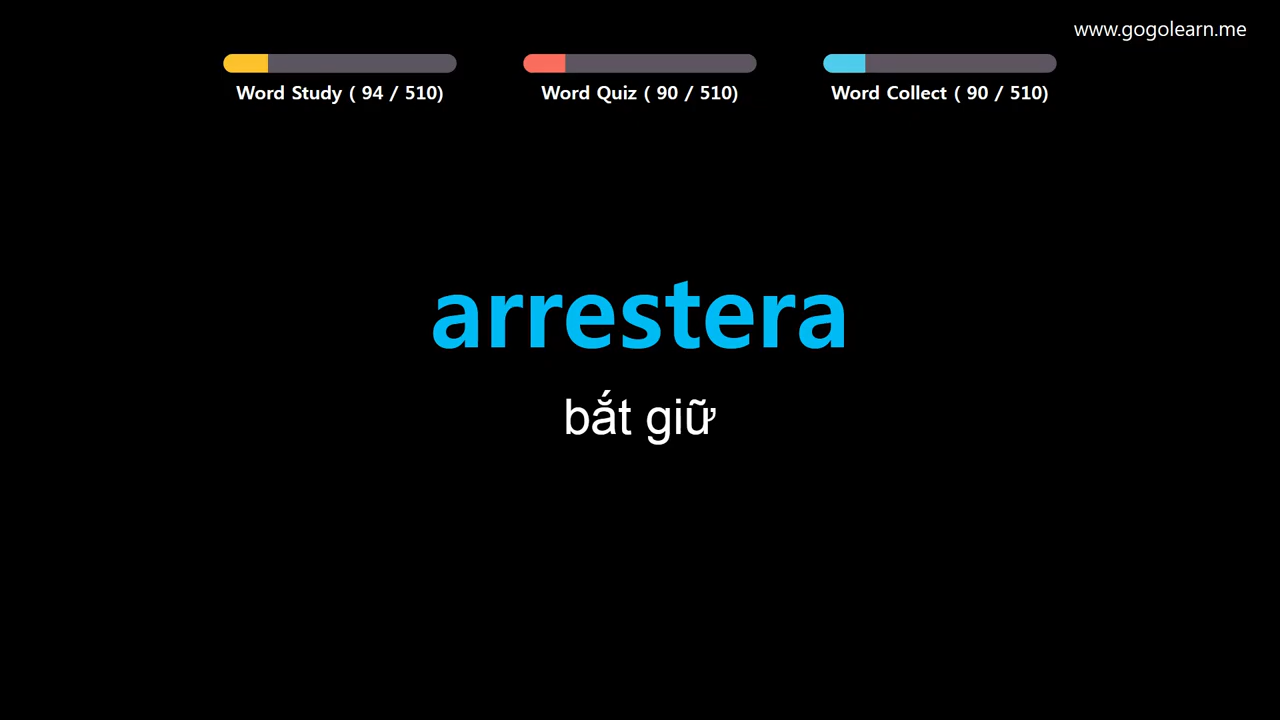 www.gogolearn.me
Word Study ( 94 / 510)
Word Quiz ( 90 / 510)
Word Collect ( 90 / 510)
arrestera
bắt giữ